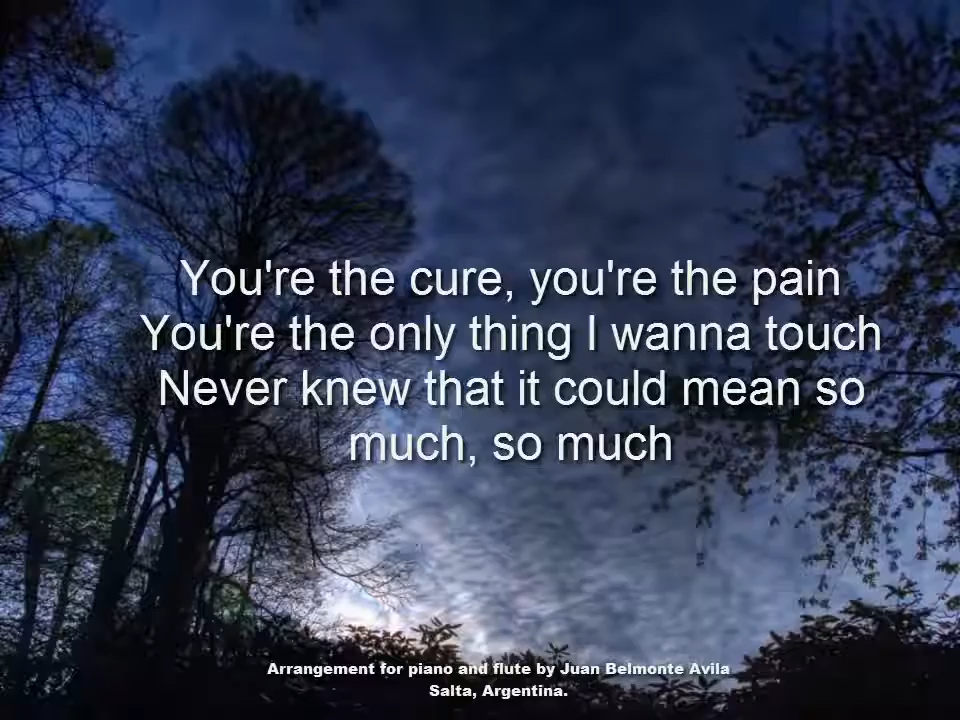 You're the cure, you're the pain
You're the only thing I wanna touch
Never knew that it could mean so
much, so much
Arrangement for piano and flute by Juan Belmonte Avila
Salta, Argentina.